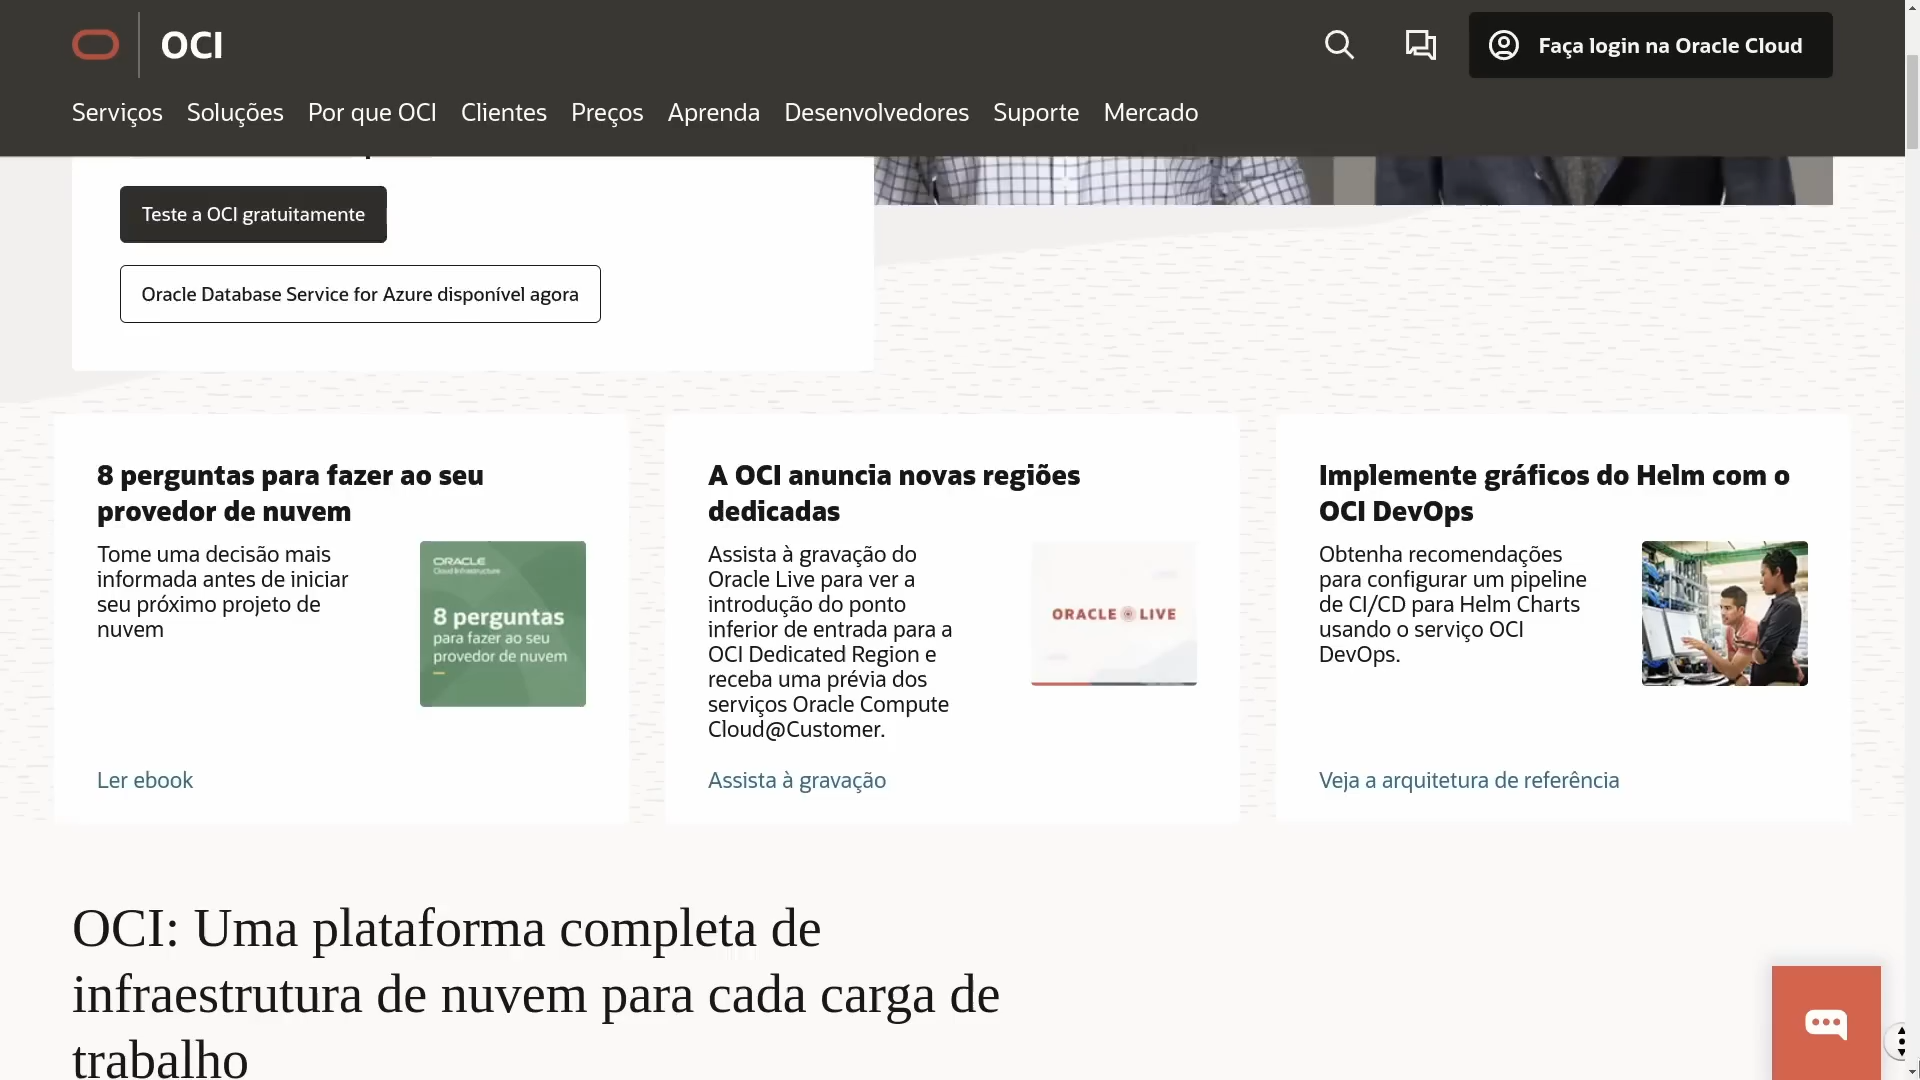 OCI
Faça login na Oracle Cloud
Serviços Soluções Por que OCI Clientes Preços Aprenda Desenvolvedores Suporte Mercado
Teste a OCI gratuitamente
Oracle Database Service for Azure disponível agora
8 perguntas para fazer ao seu
provedor de nuvem
Tome uma decisão mais
informada antes de iniciar
seu próximo projeto de
nuvem
ORACLE
Cloud Infrastructure
8 perguntas
para fazer ao seu
provedor de nuvem
Ler ebook
A OCI anuncia novas regiões
dedicadas
Assista à gravação do
Oracle Live para ver a
introdução do ponto
inferior de entrada para a
OCI Dedicated Region e
receba uma prévia dos
serviços Oracle Compute
Cloud@Customer.
ORACLE LIVE
Assista à gravação
Implemente gráficos do Helm com o
OCI DevOps
Obtenha recomendações
para configurar um pipeline
de CI/CD para Helm Charts
usando o serviço OCI
DevOps.
Veja a arquitetura de referência
OCI: Uma plataforma completa de
infraestrutura de nuvem para cada carga de
trabalho